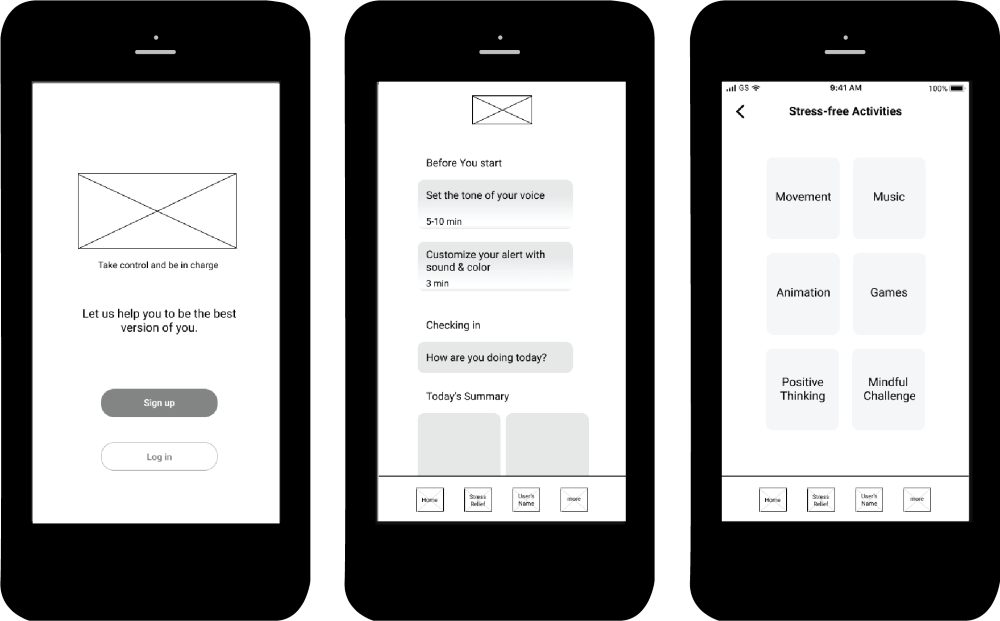 Take control and be in charge
Let us help you to be the best
version of you.
Sign up
Log in
Before You start
Set the tone of your voice
5-10 min
Customize your alert with
sound & color
3 min
Checking in
How are you doing today?
Today's Summary
Home
Stress
Relief
User's
Name
more
GS
9:41 AM
100%
Stress-free Activities
Movement
Music
Animation
Games
Positive
Thinking
Mindful
Challenge
Home
Stress
Relief
User's
Name
more